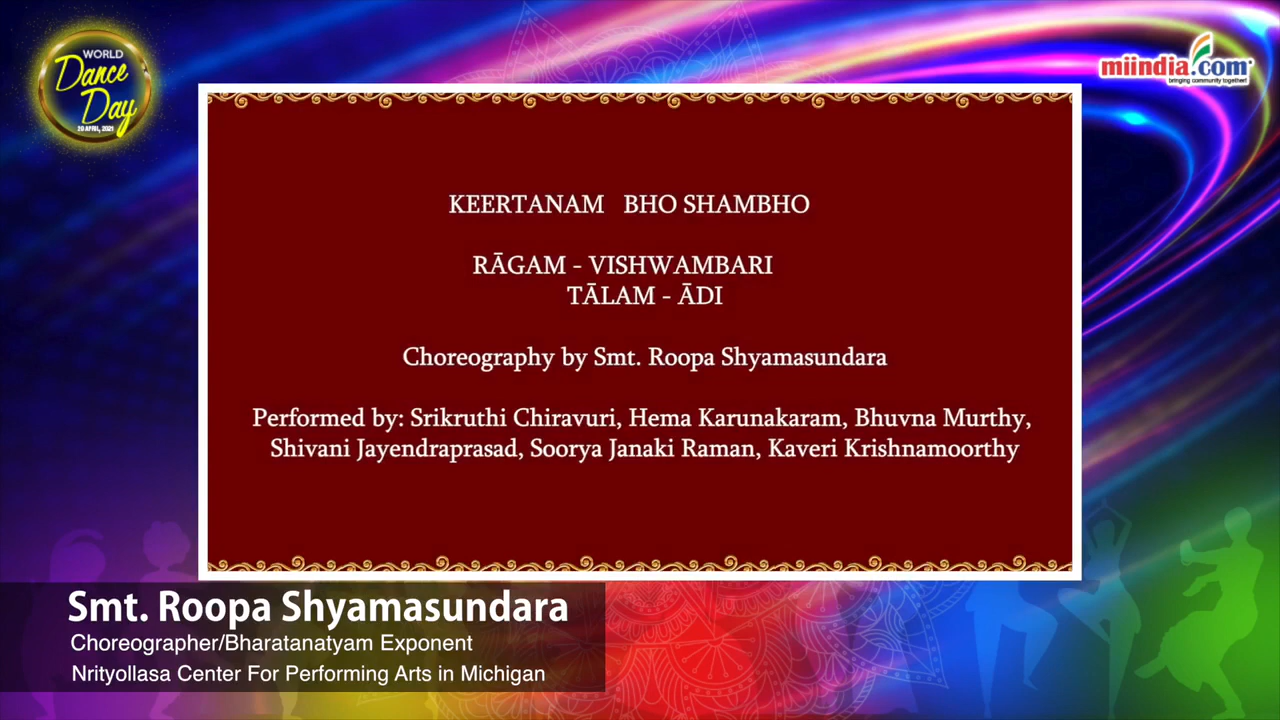 WORLD
Dance
Day
miindia.com
bringing community together!
KEERTANAM BHO SHAMBHO
RĀGAM - VISHWAMBARI
TĀLAM - ĀDI
Choreography by Smt. Roopa Shyamasundara
Performed by: Srikruthi Chiravuri, Hema Karunakaram, Bhuvna Murthy,
Shivani Jayendraprasad, Soorya Janaki Raman, Kaveri Krishnamoorthy
Smt. Roopa Shyamasundara
Choreographer/Bharatanatyam Exponent
Nrityollasa Center For Performing Arts in Michigan